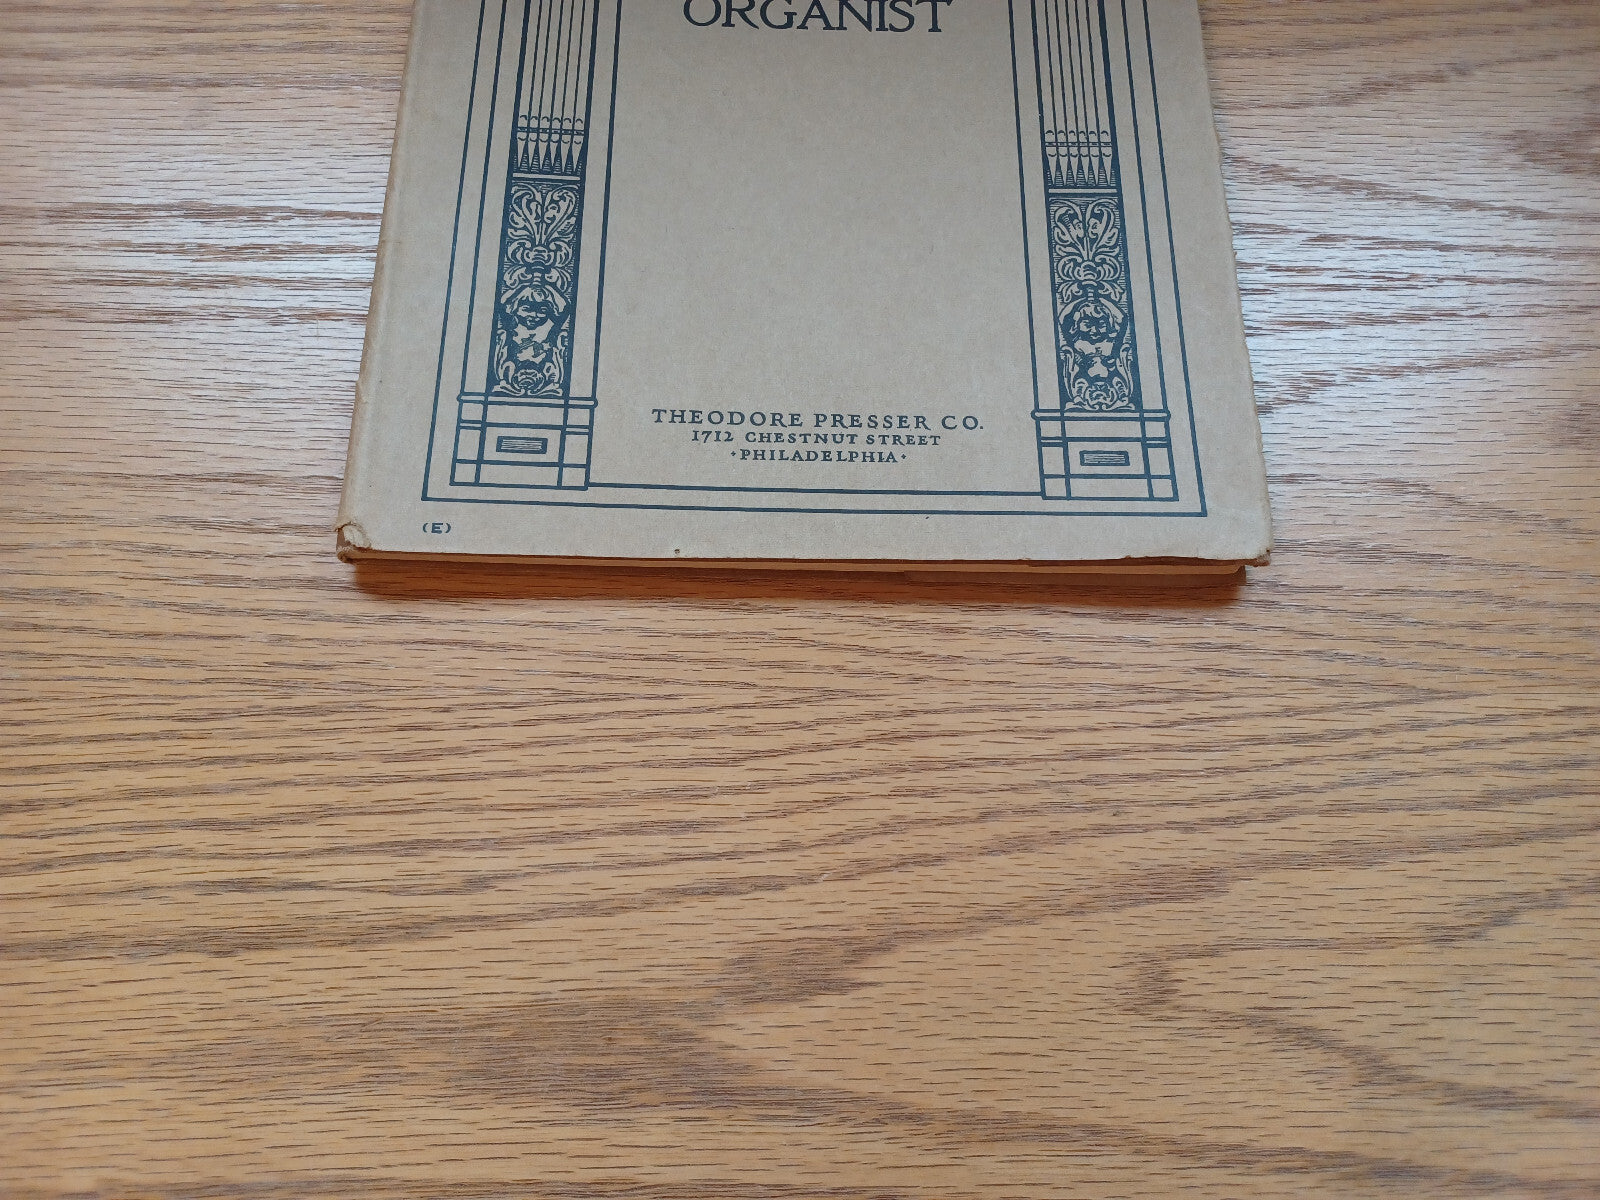 ORGANIST
THEODORE PRESSER CO.
1712 CHESTNUT STREET
·PHILADELPHIA·
(E)